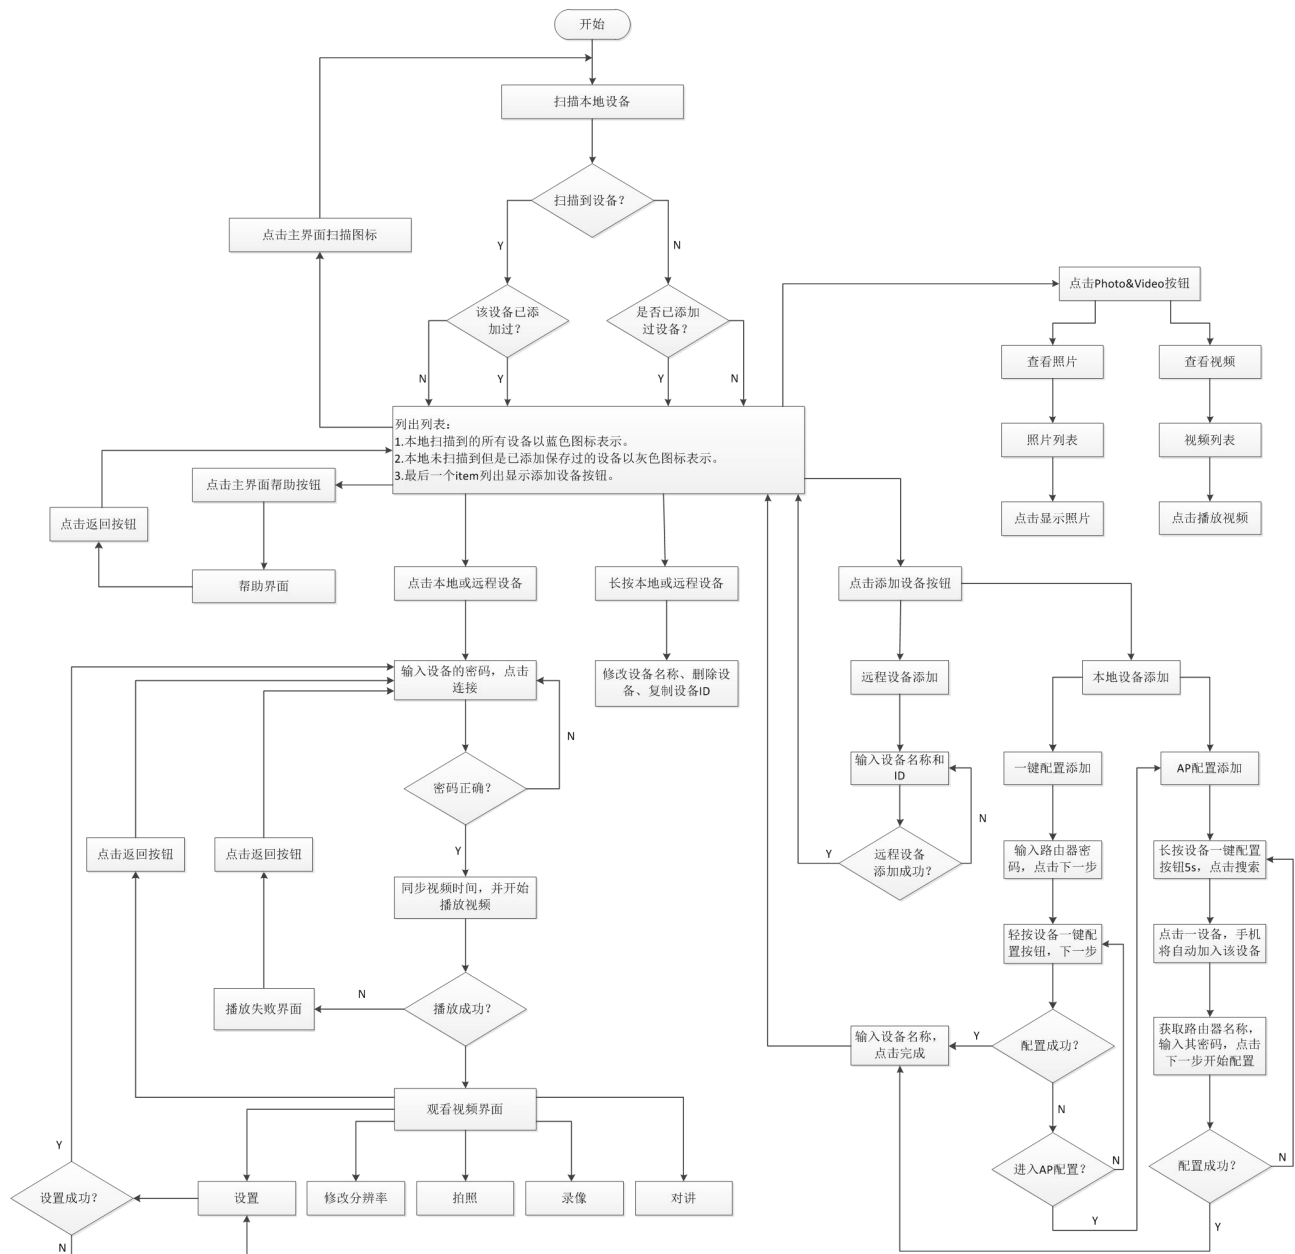 开始
扫描本地设备
扫描到设备？
点击主界面扫描图标
Y
N
点击Photo&Video按钮
该设备已添
加过？
是否已添加
过设备？
查看照片
查看视频
N
Y
Y
N
列出列表：
1.本地扫描到的所有设备以蓝色图标表示。
2.本地未扫描到但是已添加保存过的设备以灰色图标表示。
3.最后一个item列出显示添加设备按钮。
照片列表
视频列表
点击主界面帮助按钮
点击返回按钮
点击显示照片
点击播放视频
帮助界面
点击本地或远程设备
长按本地或远程设备
点击添加设备按钮
输入设备的密码，点击
连接
修改设备名称、删除设
备、复制设备ID
远程设备添加
本地设备添加
N
密码正确？
输入设备名称和
ID
一键配置添加
AP配置添加
N
点击返回按钮
点击返回按钮
Y
Y
远程设备
添加成功？
输入路由器密
码，点击下一步
长按设备一键配置
按钮5s，点击搜索
同步视频时间，并开始
播放视频
轻按设备一键配
置按钮，下一步
点击一设备，手机
将自动加入该设备
播放失败界面
N
播放成功？
输入设备名称，
点击完成
Y
配置成功？
获取路由器名称，
输入其密码，点击
下一步开始配置
观看视频界面
N
N
Y
设置成功？
设置
修改分辨率
拍照
录像
对讲
进入AP配置？
N
配置成功？
Y
Y
N